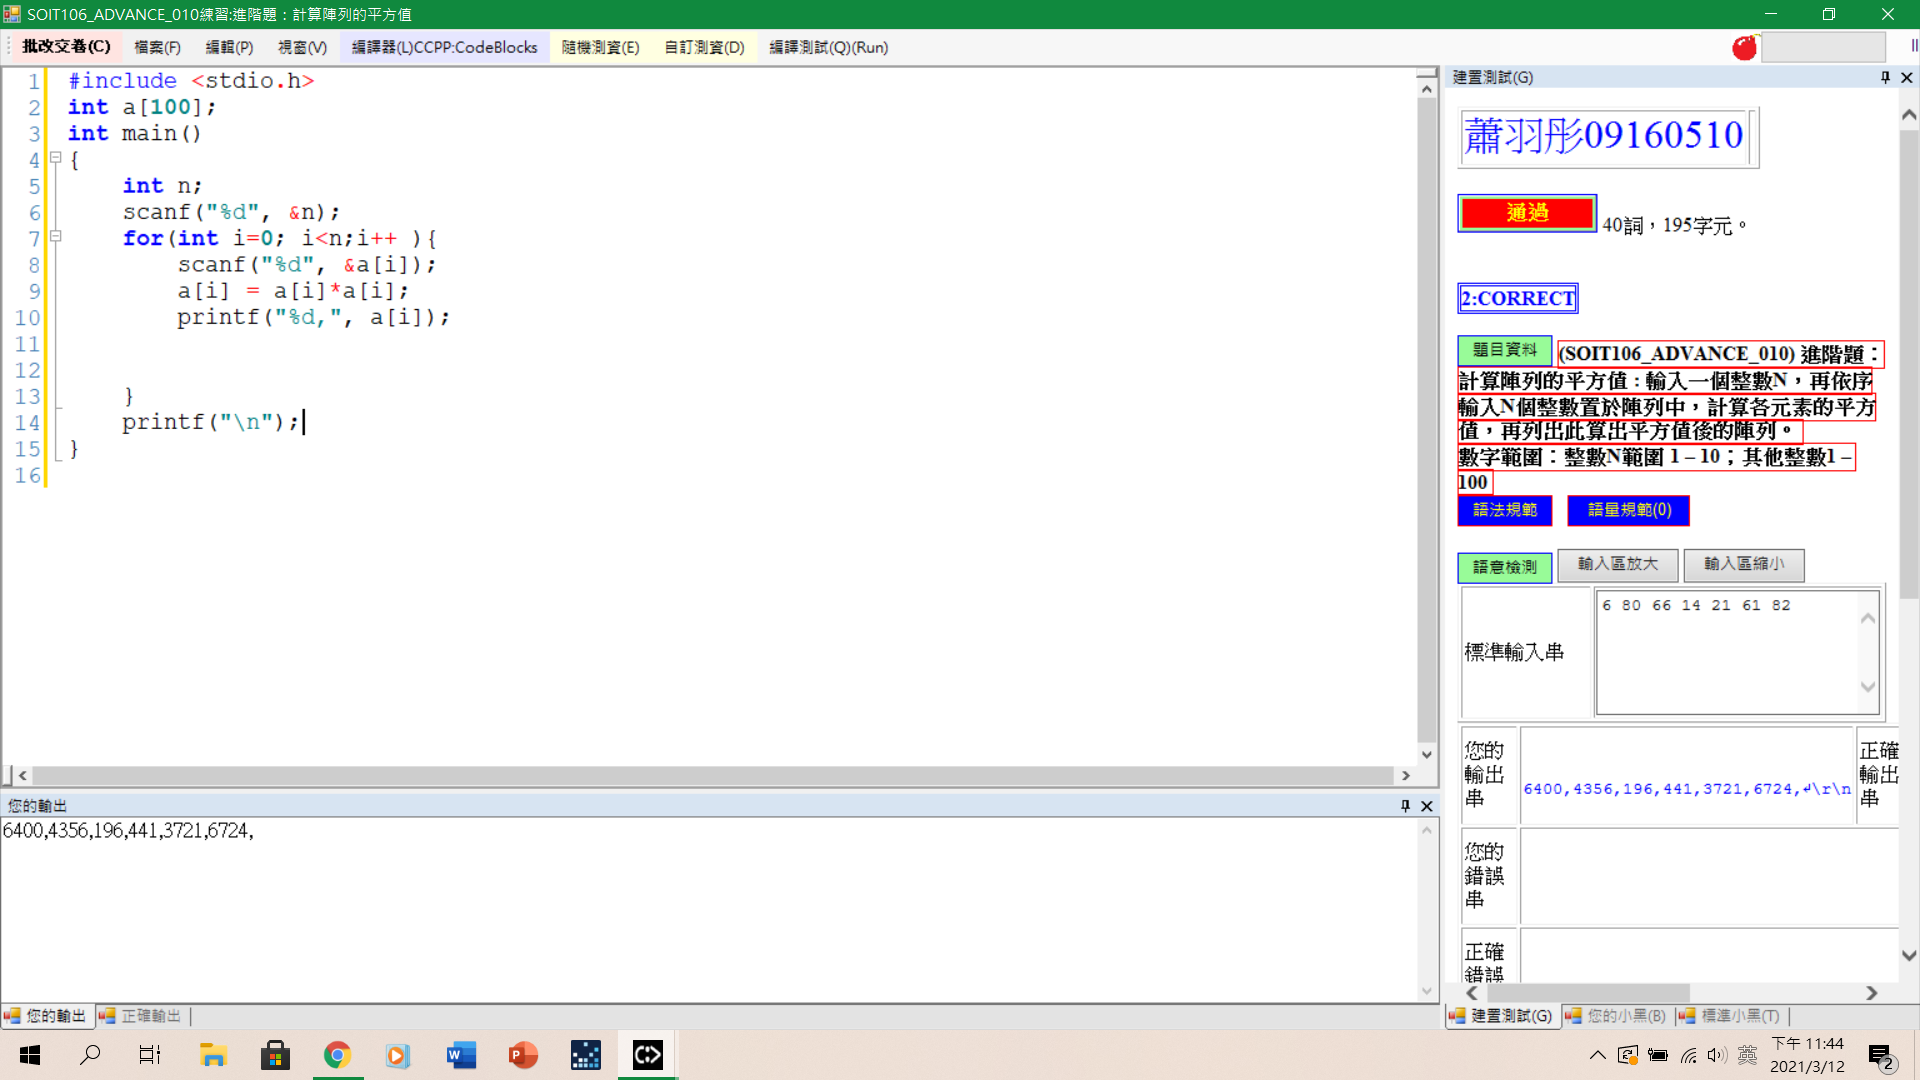 SOIT106_ADVANCE_010練習:進階題：計算陣列的平方值
批改交卷(C) 檔案(F) 編輯(P) 視窗(V) 編譯器(L)CCPP:CodeBlocks 隨機測資(E) 自訂測資(D) 編譯測試(Q)(Run)
1 #include <stdio.h>
2 int a[100];
3 int main()
4 {
5     int n;
6     scanf("%d", &n);
7     for(int i=0; i<n;i++ ){
8         scanf("%d", &a[i]);
9         a[i] = a[i]*a[i];
10         printf("%d,", a[i]);
11
12
13     }
14     printf("\n");
15 }
16
您的輸出
6400,4356,196,441,3721,6724,
您的輸出 正確輸出
建置測試(G)
蕭羽彤09160510
通過 40詞，195字元。
2:CORRECT
題目資料 (SOIT106_ADVANCE_010) 進階題：
計算陣列的平方值 : 輸入一個整數N，再依序
輸入N個整數置於陣列中，計算各元素的平方
值，再列出此算出平方值後的陣列。
數字範圍：整數N範圍 1 – 10；其他整數1 –
100
語法規範 語量規範(0)
語意檢測 輸入區放大 輸入區縮小
標準輸入串 6 80 66 14 21 61 82
您的輸出串 6400,4356,196,441,3721,6724,↲\r\n 正確輸出串
您的錯誤串
正確錯誤
建置測試(G) 您的小黑(B) 標準小黑(T)
英
下午 11:44
2021/3/12
2